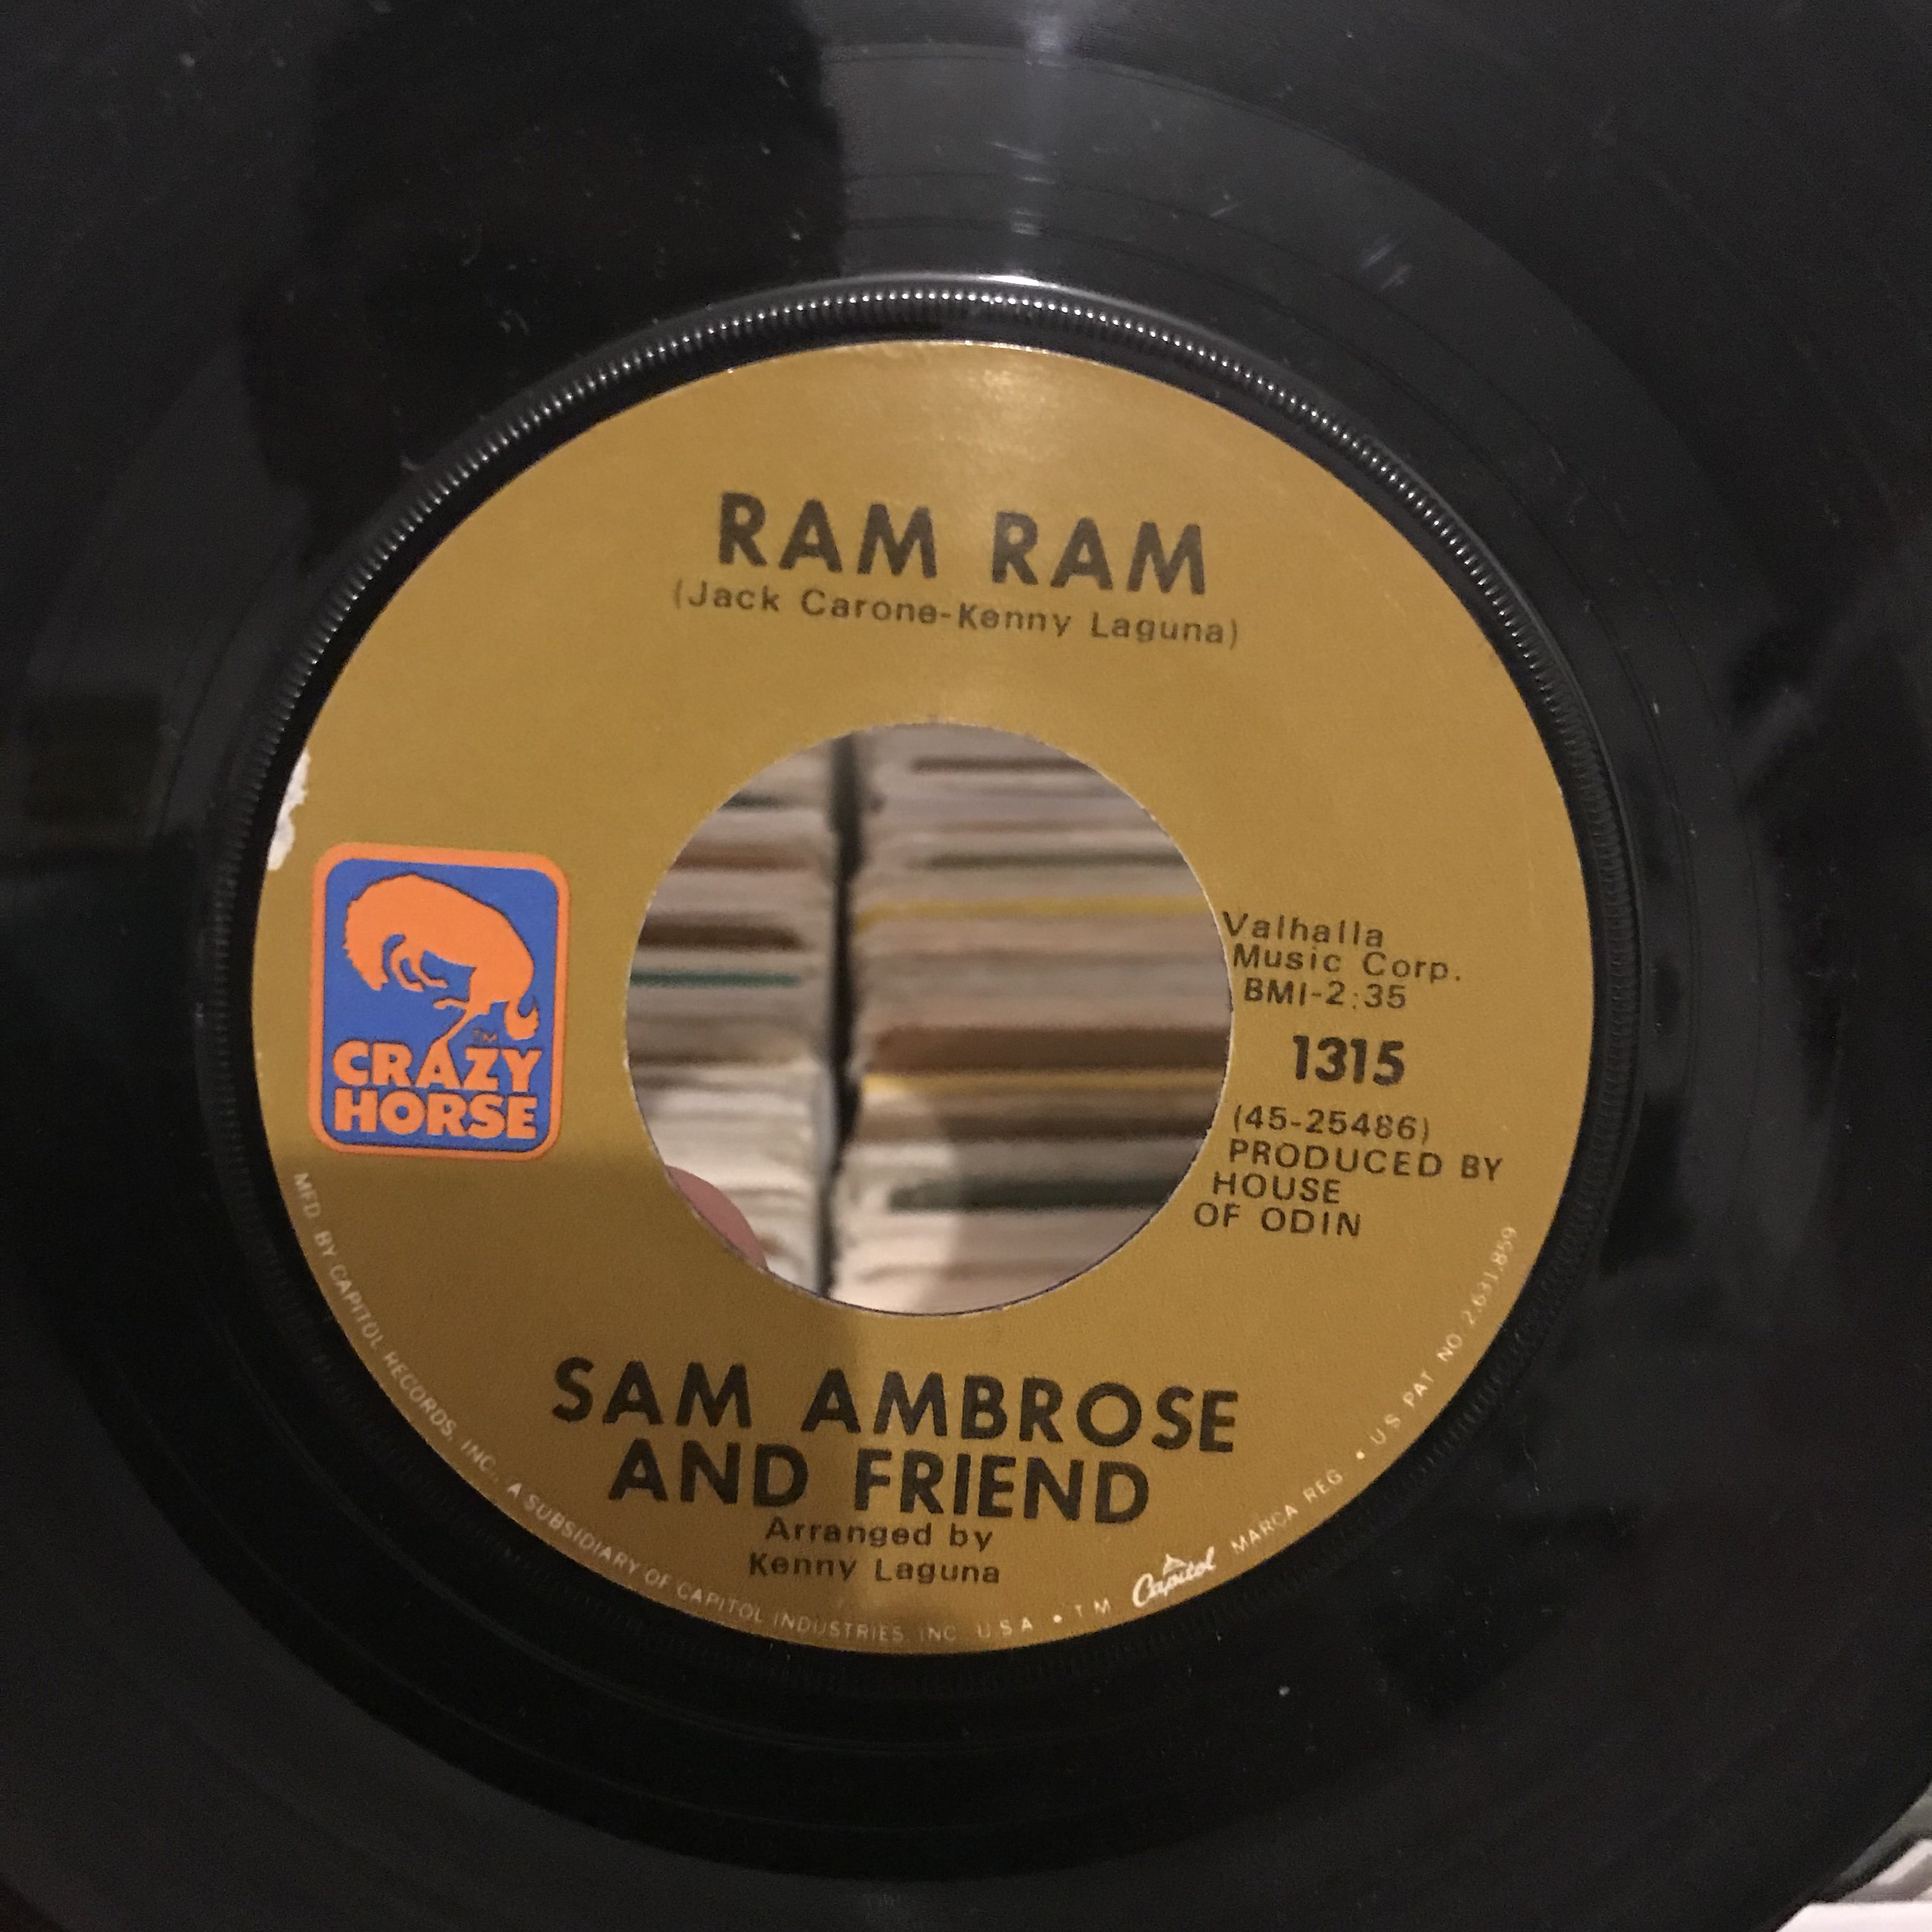 RAM RAM
(Jack Carone-Kenny Laguna)
TM
CRAZY
HORSE
Valhalla
Music Corp.
BMI-2:35
1315
(45-25486)
PRODUCED BY
HOUSE
OF ODIN
SAM AMBROSE
AND FRIEND
Arranged by
Kenny Laguna
MFD. BY CAPITOL RECORDS, INC., A SUBSIDIARY OF CAPITOL INDUSTRIES, INC. U.S.A. • T.M. Capitol MARCA REG. • U.S. PAT. NO. 2,631,859